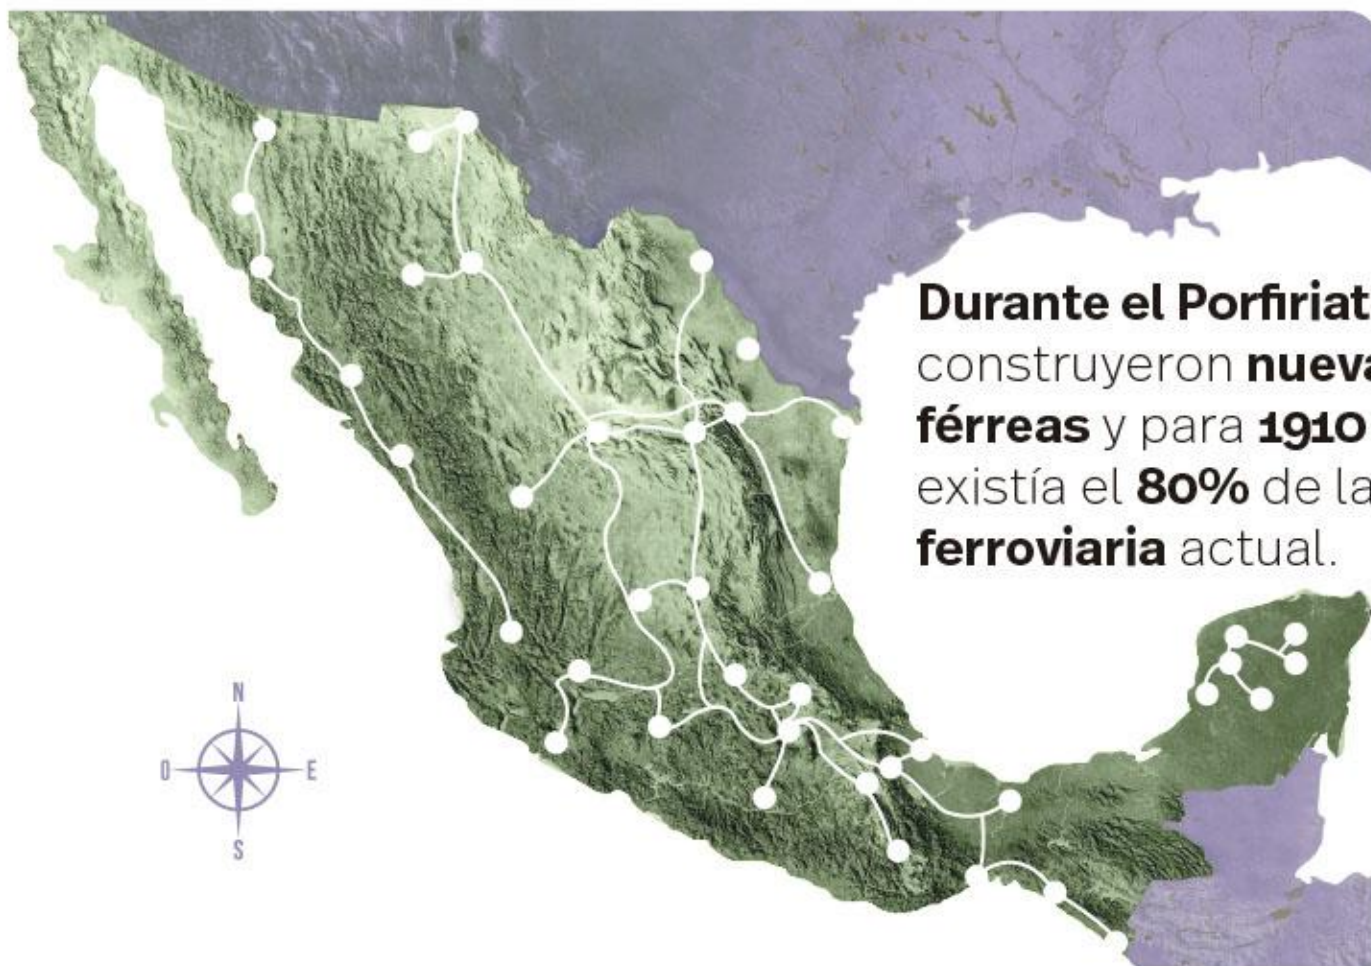 Durante el Porfiriat
construyeron nueva
férreas y para 1910
existía el 80% de la
ferroviaria actual.
N
O E
S